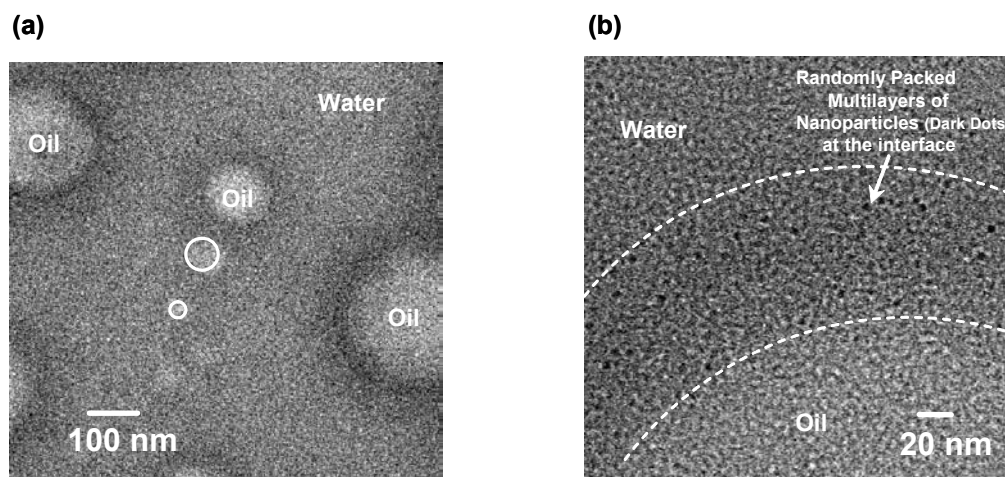 (a)
(b)
Water
Oil
Oil
Oil
100 nm
Randomly Packed
Multilayers of
Nanoparticles (Dark Dots
at the interface
Water
Oil
20 nm